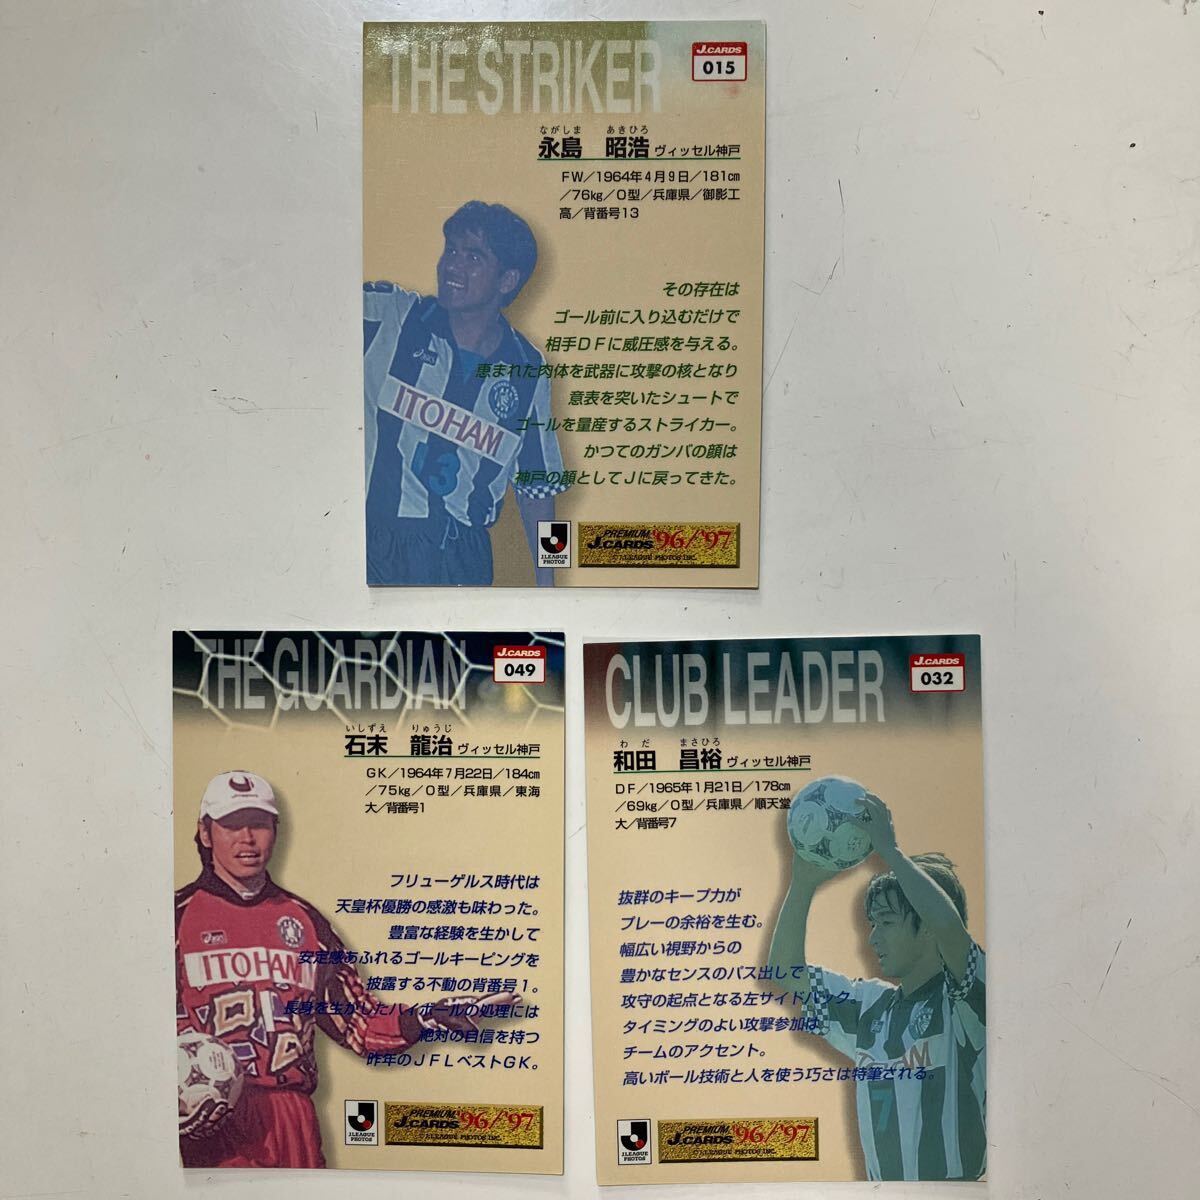 THE STRIKER
J.CARDS
015
ながしま あきひろ
永島 昭浩 ヴィッセル神戸
FW／1964年4月9日／181cm
／76kg／O型／兵庫県／御影工
高／背番号13
その存在は
ゴール前に入り込むだけで
相手DFに威圧感を与える。
恵まれた肉体を武器に攻撃の核となり
意表を突いたシュートで
ゴールを量産するストライカー。
かつてのガンバの顔は
神戸の顔としてJに戻ってきた。
asics
ITOHAM
13
J.LEAGUE
PHOTOS
PREMIUM
J.CARDS '96/'97
©J.LEAGUE PHOTOS INC.
THE GUARDIAN
J.CARDS
049
いしずえ りゅうじ
石末 龍治 ヴィッセル神戸
GK／1964年7月22日／184cm
／75kg／O型／兵庫県／東海
大／背番号1
フリューゲルス時代は
天皇杯優勝の感激も味わった。
豊富な経験を生かして
安定感あふれるゴールキーピングを
披露する不動の背番号1。
長身を生かしたハイボールの処理には
絶対の自信を持つ
昨年のJFLベストGK。
ITOHAM
J.LEAGUE
PHOTOS
PREMIUM
J.CARDS '96/'97
©J.LEAGUE PHOTOS INC.
CLUB LEADER
J.CARDS
032
わだ まさひろ
和田 昌裕 ヴィッセル神戸
DF／1965年1月21日／178cm
／69kg／O型／兵庫県／順天堂
大／背番号7
抜群のキープ力が
プレーの余裕を生む。
幅広い視野からの
豊かなセンスのパス出しで
攻守の起点となる左サイドバック。
タイミングのよい攻撃参加は
チームのアクセント。
高いボール技術と人を使う巧さは特筆される。
HAM
7
J.LEAGUE
PHOTOS
PREMIUM
J.CARDS '96/'97
©J.LEAGUE PHOTOS INC.